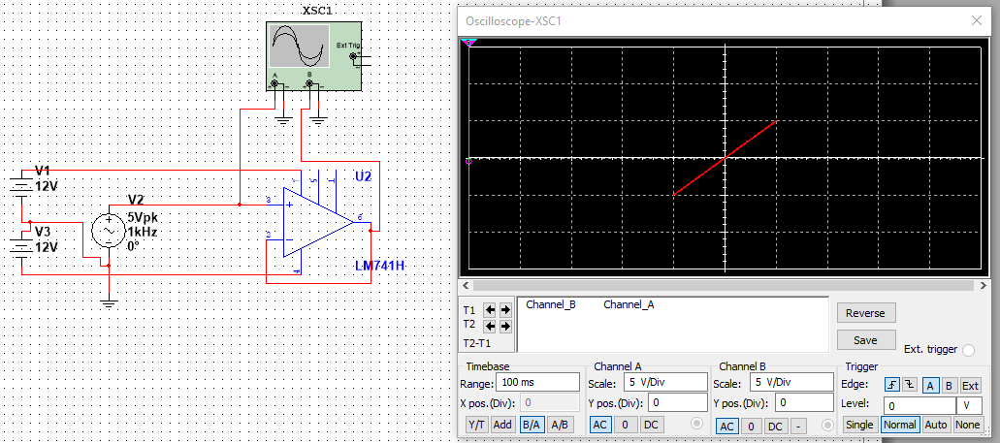 XSC1
Ext Trig
A
B
V1
12V
V2
5Vpk
1kHz
0°
V3
12V
U2
7
5
1
3
6
2
4
LM741H
Oscilloscope-XSC1
T1
T2
T2-T1
Channel_B Channel_A
Reverse
Save
Ext. trigger
Timebase
Range: 100 ms
X pos.(Div): 0
Y/T Add B/A A/B
Channel A
Scale: 5 V/Div
Y pos.(Div): 0
AC 0 DC
Channel B
Scale: 5 V/Div
Y pos.(Div): 0
AC 0 DC -
Trigger
Edge: A B Ext
Level: 0 V
Single Normal Auto None